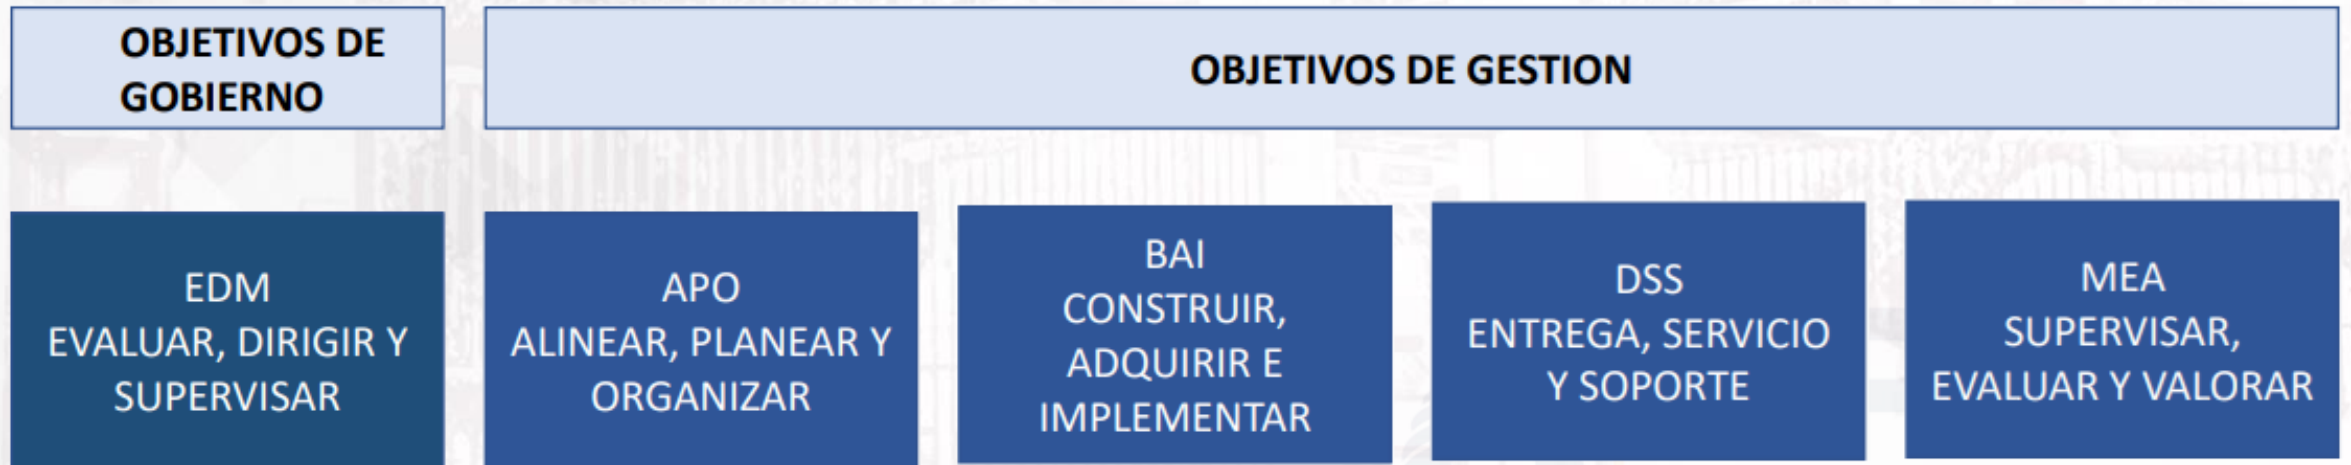 OBJETIVOS DE
GOBIERNO
OBJETIVOS DE GESTION
EDM
EVALUAR, DIRIGIR Y
SUPERVISAR
APO
ALINEAR, PLANEAR Y
ORGANIZAR
BAI
CONSTRUIR,
ADQUIRIR E
IMPLEMENTAR
DSS
ENTREGA, SERVICIO
Y SOPORTE
MEA
SUPERVISAR,
EVALUAR Y VALORAR